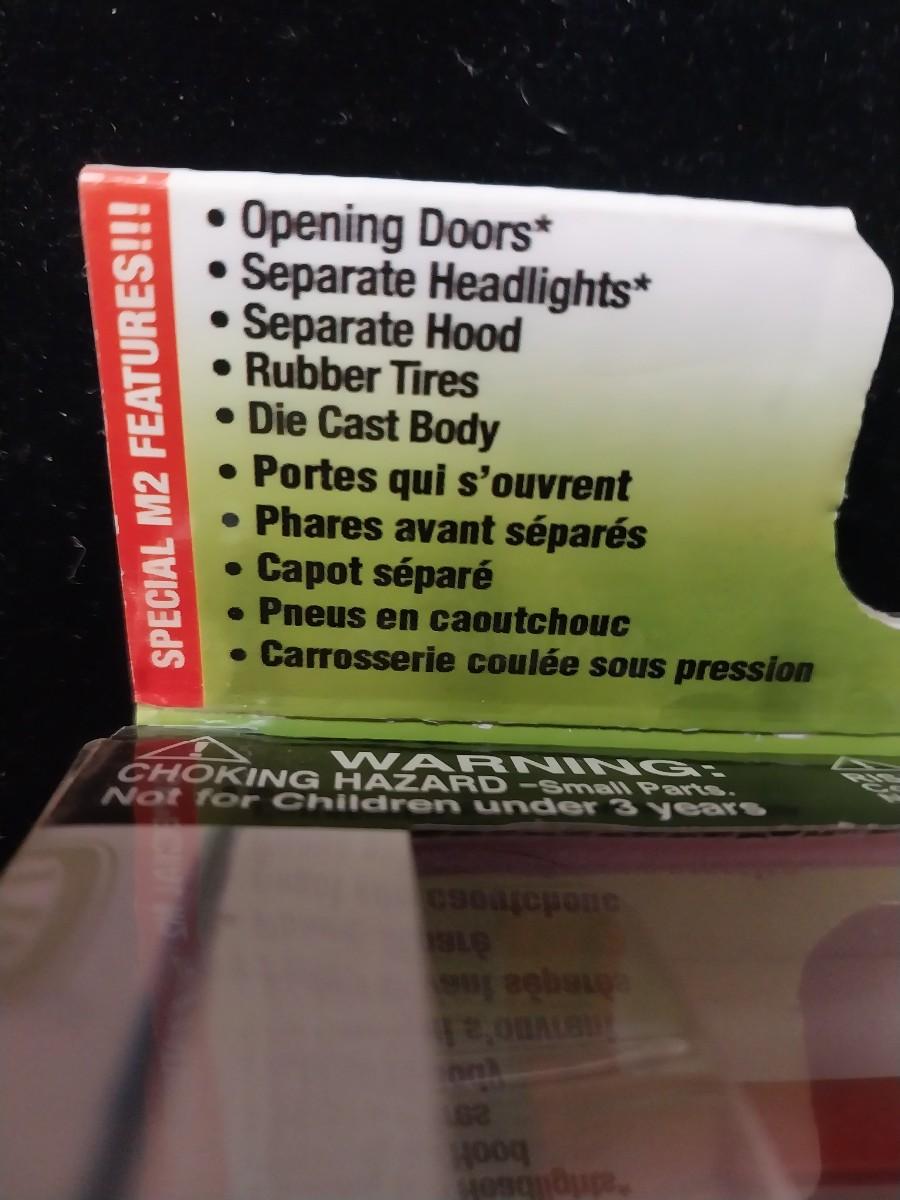 SPECIAL M2 FEATURES!!!
• Opening Doors*
• Separate Headlights*
• Separate Hood
• Rubber Tires
• Die Cast Body
• Portes qui s'ouvrent
• Phares avant séparés
• Capot séparé
• Pneus en caoutchouc
• Carrosserie coulée sous pression
WARNING:
CHOKING HAZARD -Small Parts.
Not for Children under 3 years